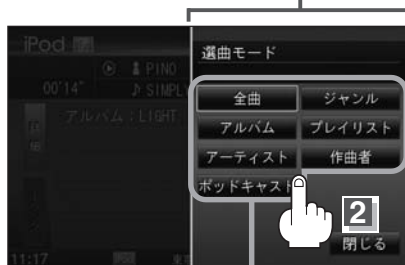 iPod
選曲モード
PINO
00'14"
SIMPL
全曲
ジャンル
アルバム:LIGHT
アルバム
プレイリスト
アーティスト
作曲者
ポッドキャスト
2
閉じる
11:17